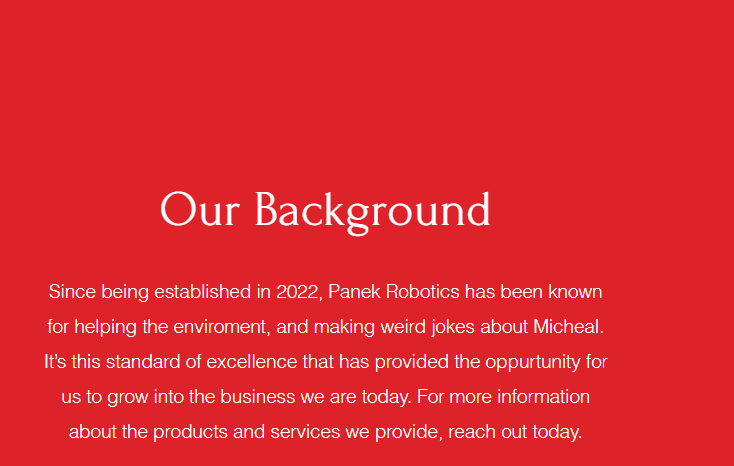 Our Background
Since being established in 2022, Panek Robotics has been known
for helping the enviroment, and making weird jokes about Micheal.
It's this standard of excellence that has provided the oppurtunity for
us to grow into the business we are today. For more information
about the products and services we provide, reach out today.